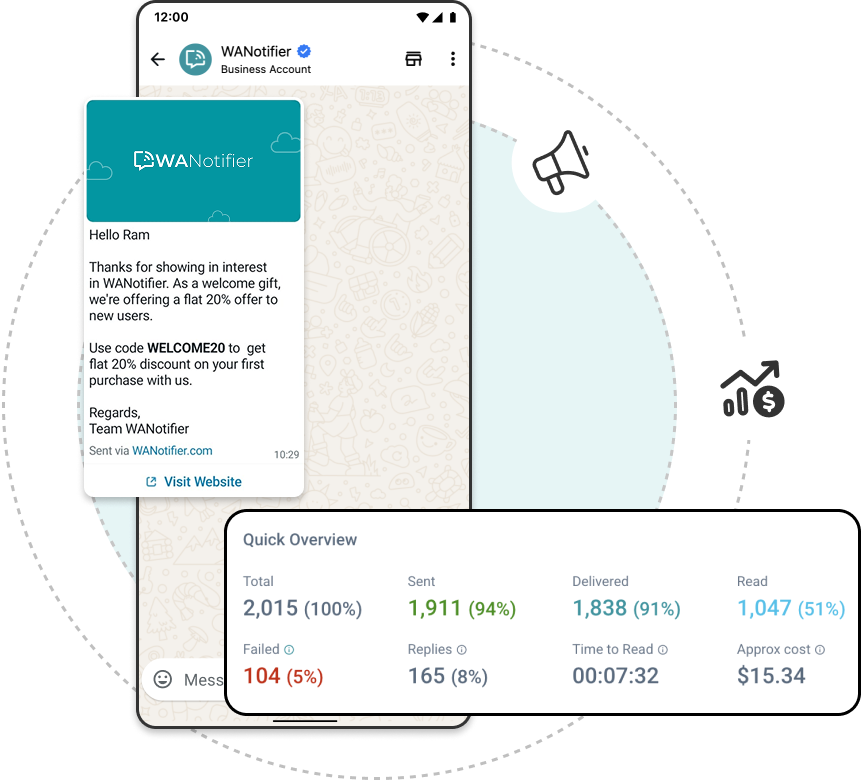 12:00
WANotifier
Business Account
WANotifier
Hello Ram
Thanks for showing in interest
in WANotifier. As a welcome gift,
we're offering a flat 20% offer to
new users.
Use code WELCOME20 to get
flat 20% discount on your first
purchase with us.
Regards,
Team WANotifier
Sent via WANotifier.com
10:29
Visit Website
Quick Overview
Total Sent Delivered Read
2,015 (100%) 1,911 (94%) 1,838 (91%) 1,047 (51%)
Failed Replies Time to Read Approx cost
104 (5%) 165 (8%) 00:07:32 $15.34
Mess